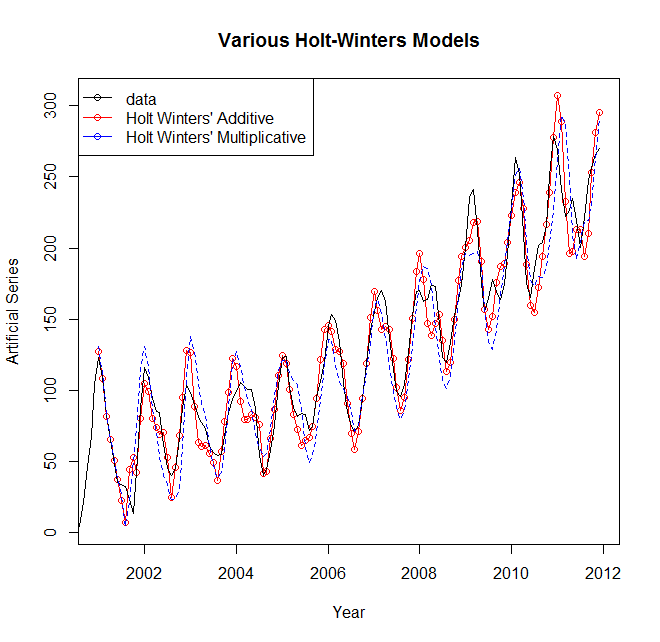 Various Holt-Winters Models
data
Holt Winters' Additive
Holt Winters' Multiplicative
Artificial Series
300
250
200
150
100
50
0
2002 2004 2006 2008 2010 2012
Year